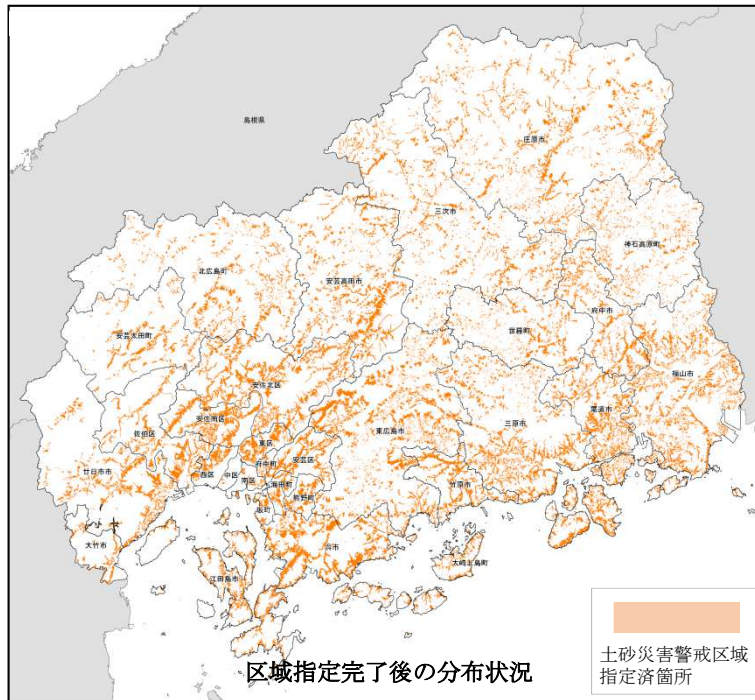 島根県
庄原市
三次市
神石高原町
北広島町
安芸高田市
府中市
世羅町
安芸太田町
福山市
安佐北区
尾道市
安佐南区
三原市
佐伯区
東広島市
東区
安芸区
府中町
廿日市市
西区
中区
南区
海田町
竹原市
熊野町
坂町
大竹市
呉市
大崎上島町
江田島市
区域指定完了後の分布状況
土砂災害警戒区域
指定済箇所